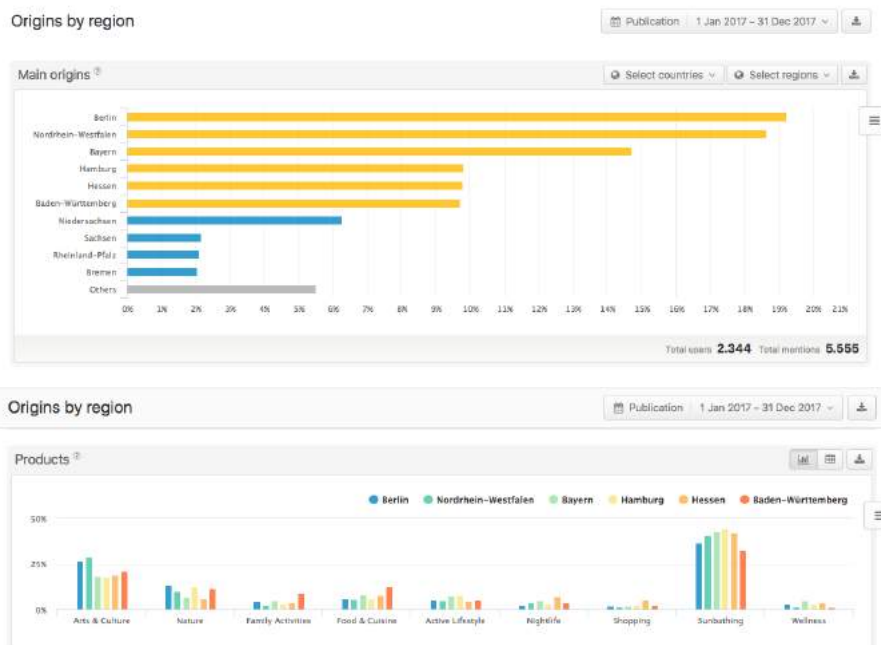 Origins by region
Publication 1 Jan 2017 – 31 Dec 2017
Main origins
Select countries Select regions
Berlin
Nordrhein-Westfalen
Bayern
Hamburg
Hessen
Baden-Württemberg
Niedersachsen
Sachsen
Rheinland-Pfalz
Bremen
Others
0% 1% 2% 3% 4% 5% 6% 7% 8% 9% 10% 11% 12% 13% 14% 15% 16% 17% 18% 19% 20% 21%
Total users 2.344 Total mentions 5.555
Origins by region
Publication 1 Jan 2017 – 31 Dec 2017
Products
Berlin Nordrhein-Westfalen Bayern Hamburg Hessen Baden-Württemberg
50%
25%
0%
Arts & Culture Nature Family Activities Food & Cuisine Active Lifestyle Nightlife Shopping Sunbathing Wellness